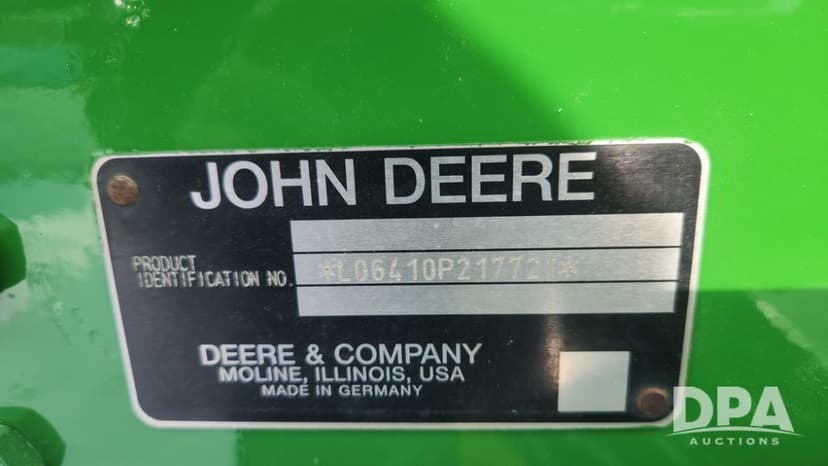 JOHN DEERE
PRODUCT
IDENTIFICATION NO.
DEERE & COMPANY
MOLINE, ILLINOIS, USA
MADE IN GERMANY
DPA
AUCTIONS